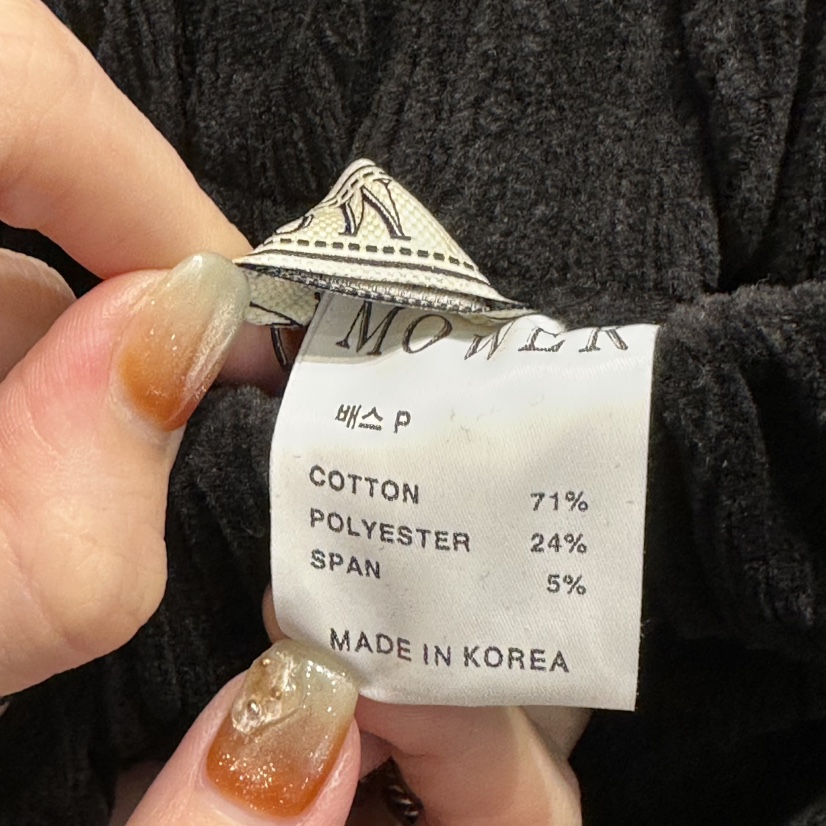 MOWER
배스 P
COTTON 71%
POLYESTER 24%
SPAN 5%
MADE IN KOREA